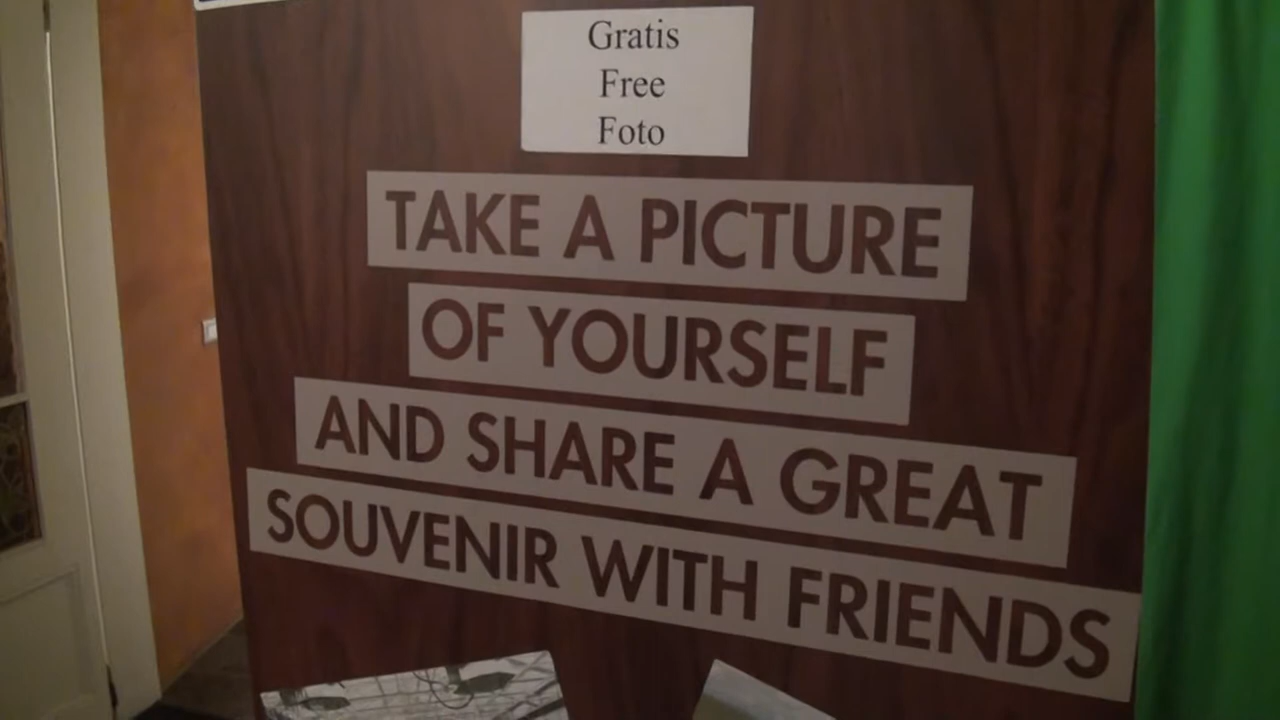 Gratis
Free
Foto
TAKE A PICTURE
OF YOURSELF
AND SHARE A GREAT
SOUVENIR WITH FRIENDS